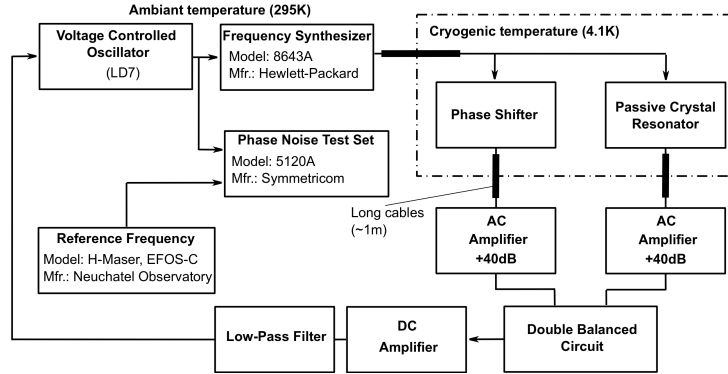 Ambiant temperature (295K)
Voltage Controlled
Oscillator
(LD7)
Frequency Synthesizer
Model: 8643A
Mfr.: Hewlett-Packard
Cryogenic temperature (4.1K)
Phase Shifter
Passive Crystal
Resonator
Phase Noise Test Set
Model: 5120A
Mfr.: Symmetricom
Long cables
(~1m)
Reference Frequency
Model: H-Maser, EFOS-C
Mfr.: Neuchatel Observatory
AC
Amplifier
+40dB
AC
Amplifier
+40dB
Low-Pass Filter
DC
Amplifier
Double Balanced
Circuit